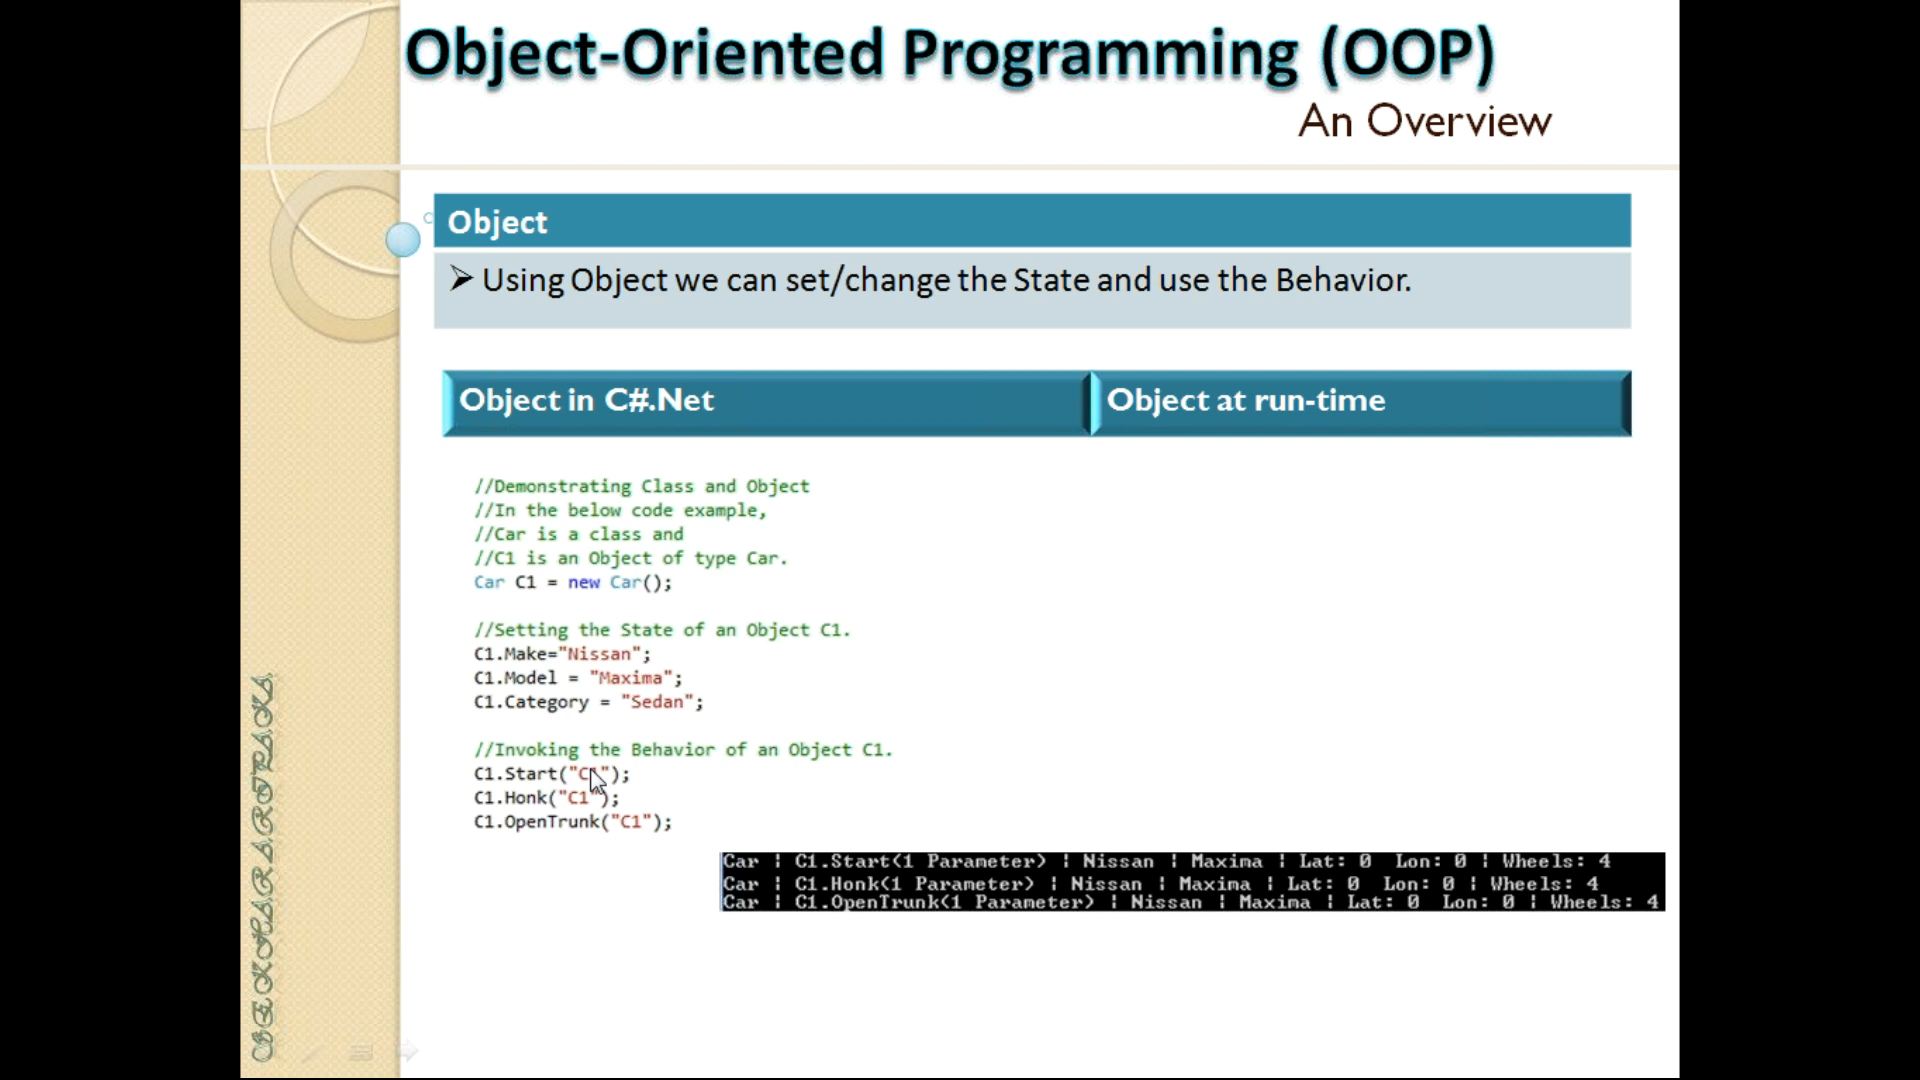 Object-Oriented Programming (OOP)
An Overview
Object
➢ Using Object we can set/change the State and use the Behavior.
Object in C#.Net
Object at run-time
//Demonstrating Class and Object
//In the below code example,
//Car is a class and
//C1 is an Object of type Car.
Car C1 = new Car();
//Setting the State of an Object C1.
C1.Make="Nissan";
C1.Model = "Maxima";
C1.Category = "Sedan";
//Invoking the Behavior of an Object C1.
C1.Start("C1");
C1.Honk("C1");
C1.OpenTrunk("C1");
Car | C1.Start(1 Parameter) | Nissan | Maxima | Lat: 0  Lon: 0 | Wheels: 4
Car | C1.Honk(1 Parameter) | Nissan | Maxima | Lat: 0  Lon: 0 | Wheels: 4
Car | C1.OpenTrunk(1 Parameter) | Nissan | Maxima | Lat: 0  Lon: 0 | Wheels: 4